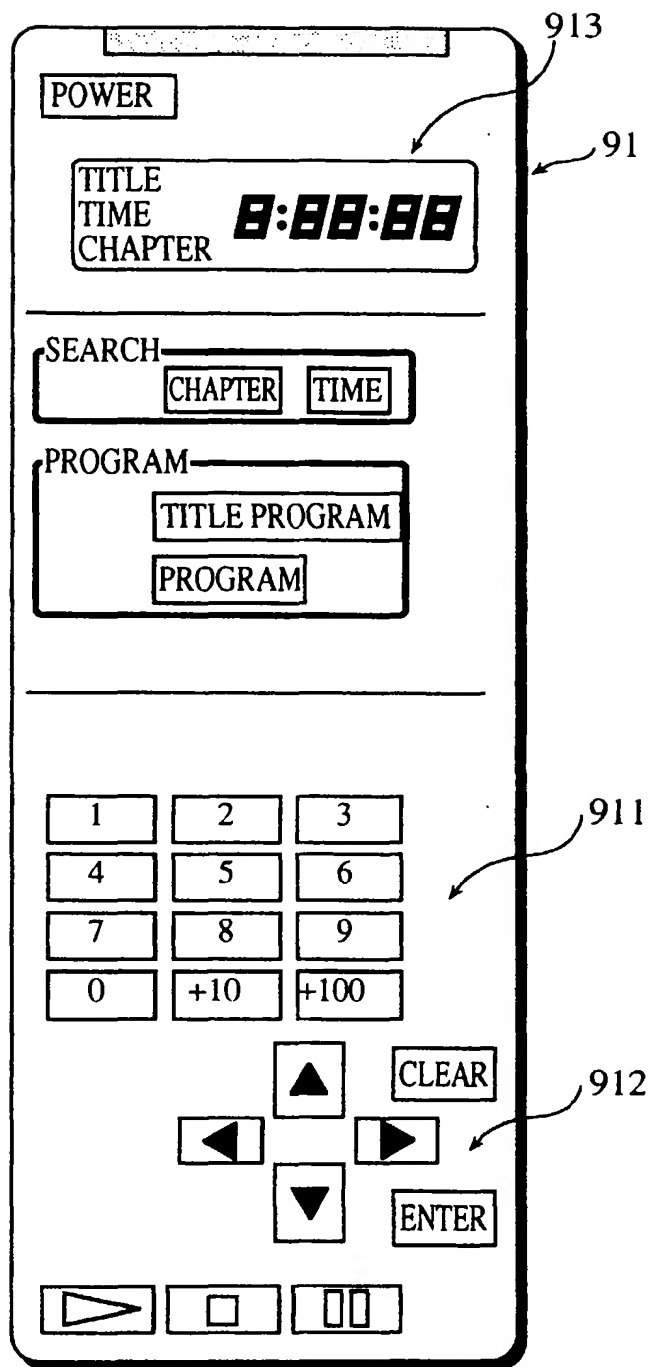 913
POWER
91
TITLE
TIME 8:88:88
CHAPTER
SEARCH
CHAPTER TIME
PROGRAM
TITLE PROGRAM
PROGRAM
1 2 3
911
4 5 6
7 8 9
0 +10 +100
CLEAR
912
ENTER